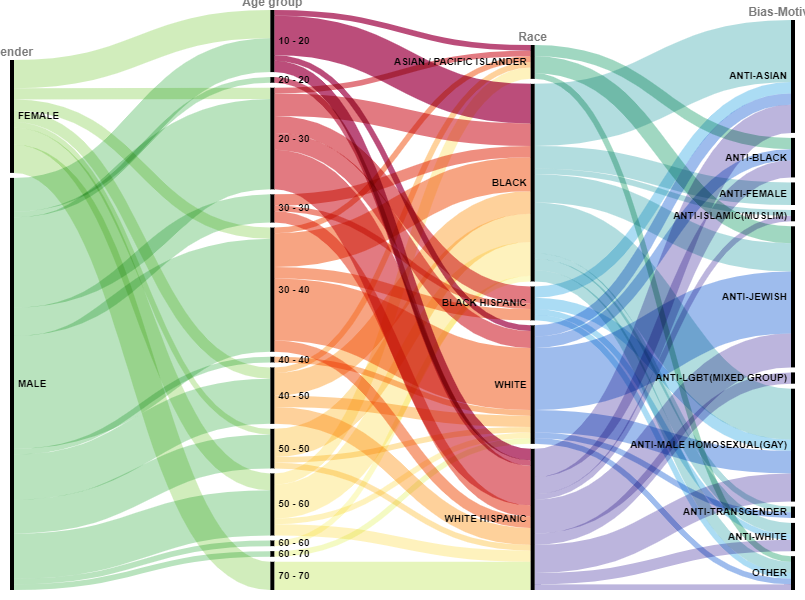 Age group
Bias-Motiv
ender
Race
10 - 20
ASIAN / PACIFIC ISLANDER
ANTI-ASIAN
20 - 20
FEMALE
20 - 30
ANTI-BLACK
BLACK
ANTI-FEMALE
30 - 30
ANTI-ISLAMIC(MUSLIM)
30 - 40
BLACK HISPANIC
ANTI-JEWISH
40 - 40
MALE
WHITE
ANTI-LGBT(MIXED GROUP)
40 - 50
50 - 50
ANTI-MALE HOMOSEXUAL(GAY)
50 - 60
WHITE HISPANIC
ANTI-TRANSGENDER
60 - 60
ANTI-WHITE
60 - 70
70 - 70
OTHER